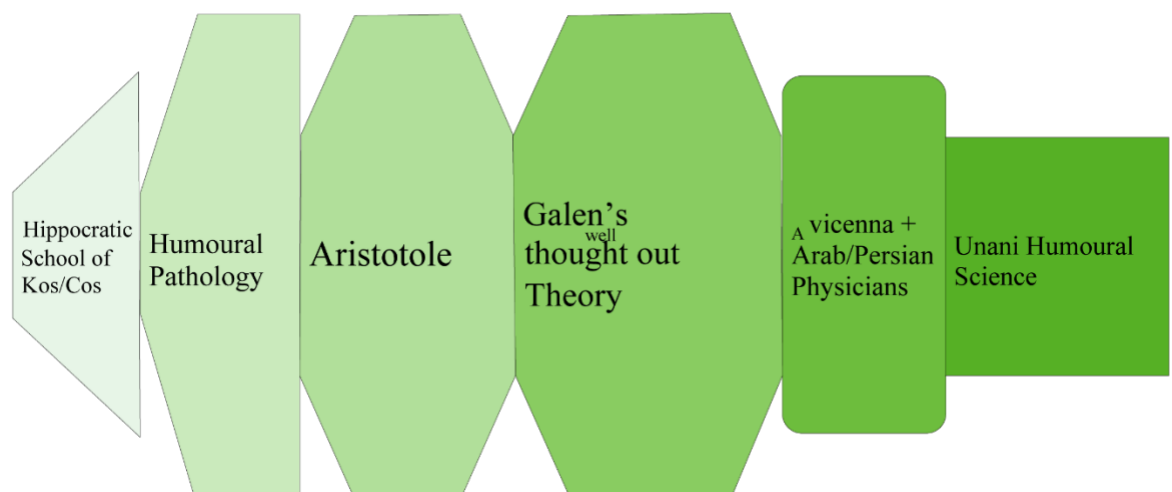 Hippocratic
School of
Kos/Cos
Humoural
Pathology
Aristotole
Galen's
well
thought out
Theory
A vicenna +
Arab/Persian
Physicians
Unani Humoural
Science